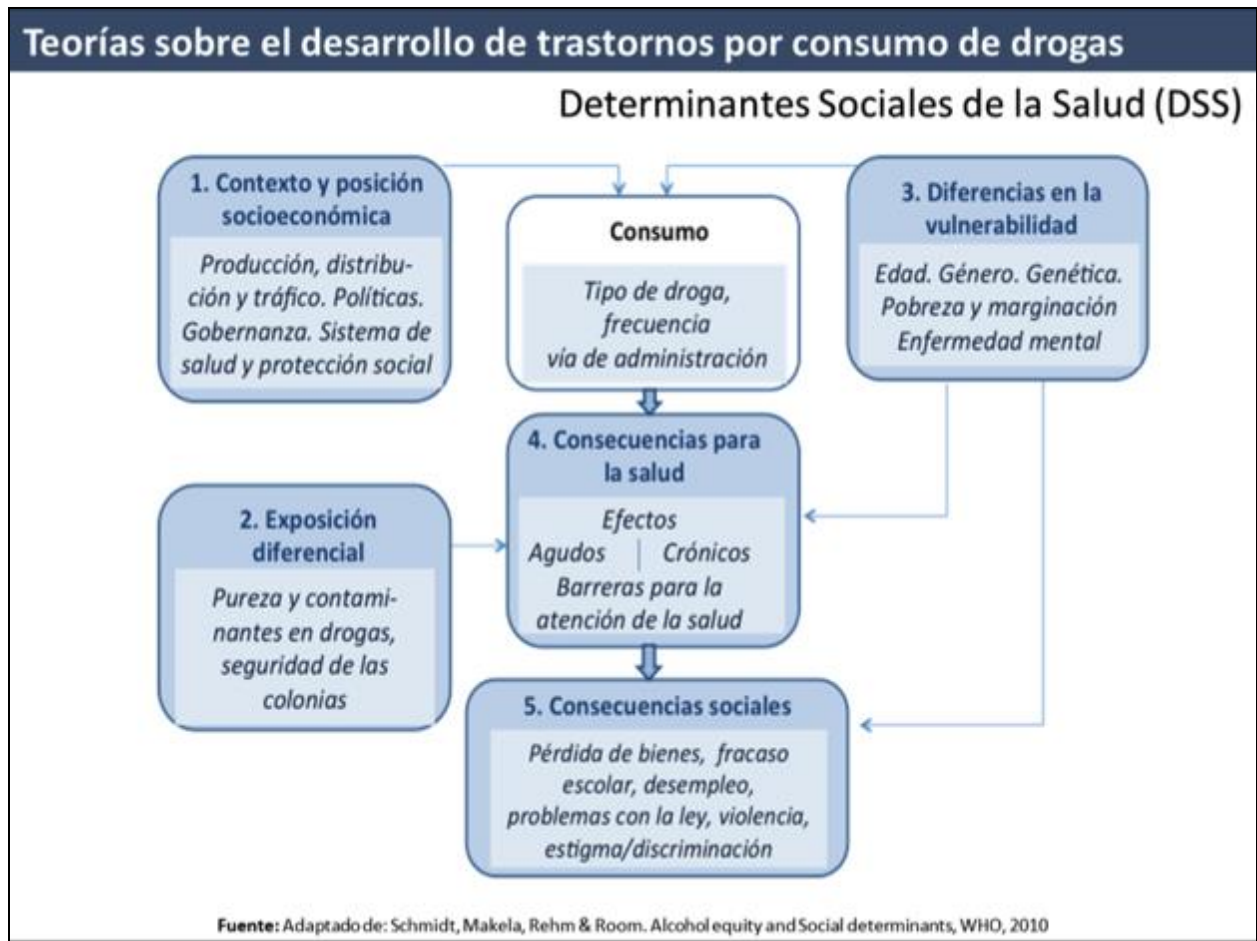 Teorías sobre el desarrollo de trastornos por consumo de drogas
Determinantes Sociales de la Salud (DSS)
1. Contexto y posición
socioeconómica
Producción, distribu-
ción y tráfico. Políticas.
Gobernanza. Sistema de
salud y protección social
Consumo
Tipo de droga,
frecuencia
vía de administración
3. Diferencias en la
vulnerabilidad
Edad. Género. Genética.
Pobreza y marginación
Enfermedad mental
2. Exposición
diferencial
Pureza y contami-
nantes en drogas,
seguridad de las
colonias
4. Consecuencias para
la salud
Efectos
Agudos | Crónicos
Barreras para la
atención de la salud
5. Consecuencias sociales
Pérdida de bienes, fracaso
escolar, desempleo,
problemas con la ley, violencia,
estigma/discriminación
Fuente: Adaptado de: Schmidt, Makela, Rehm & Room. Alcohol equity and Social determinants, WHO, 2010